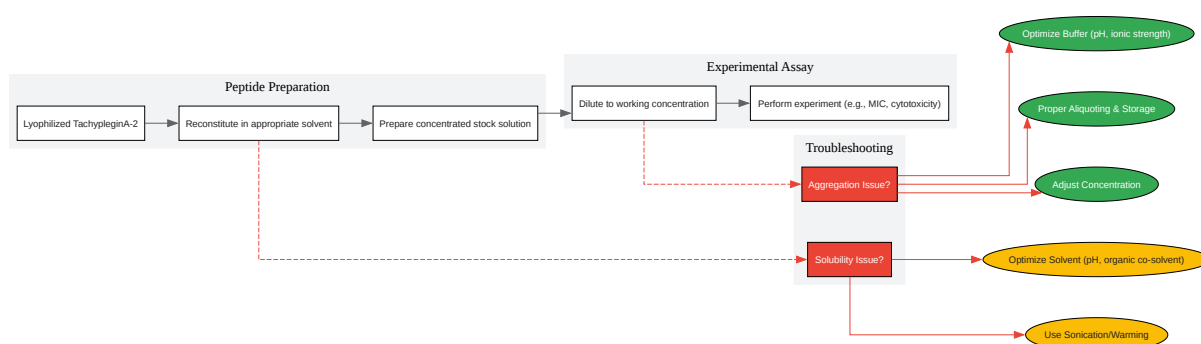 Optimize Buffer (pH, ionic strength)
Experimental Assay
Peptide Preparation
Dilute to working concentration
Perform experiment (e.g., MIC, cytotoxicity)
Proper Aliquoting & Storage
Lyophilized TachypleginA-2
Reconstitute in appropriate solvent
Prepare concentrated stock solution
Troubleshooting
Aggregation Issue?
Adjust Concentration
Solubility Issue?
Optimize Solvent (pH, organic co-solvent)
Use Sonication/Warming